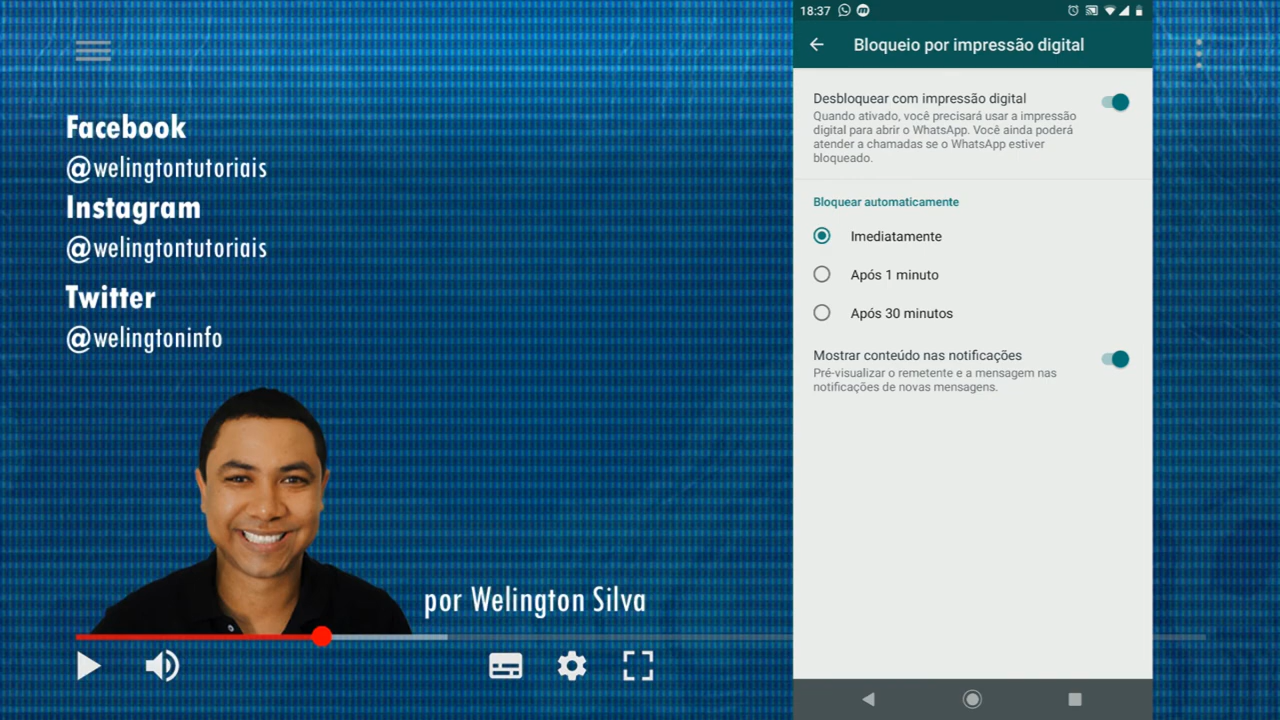 Facebook
@welingtontutoriais
Instagram
@welingtontutoriais
Twitter
@welingtoninfo
por Welington Silva
18:37
Bloqueio por impressão digital
Desbloquear com impressão digital
Quando ativado, você precisará usar a impressão
digital para abrir o WhatsApp. Você ainda poderá
atender a chamadas se o WhatsApp estiver
bloqueado.
Bloquear automaticamente
Imediatamente
Após 1 minuto
Após 30 minutos
Mostrar conteúdo nas notificações
Pré-visualizar o remetente e a mensagem nas
notificações de novas mensagens.